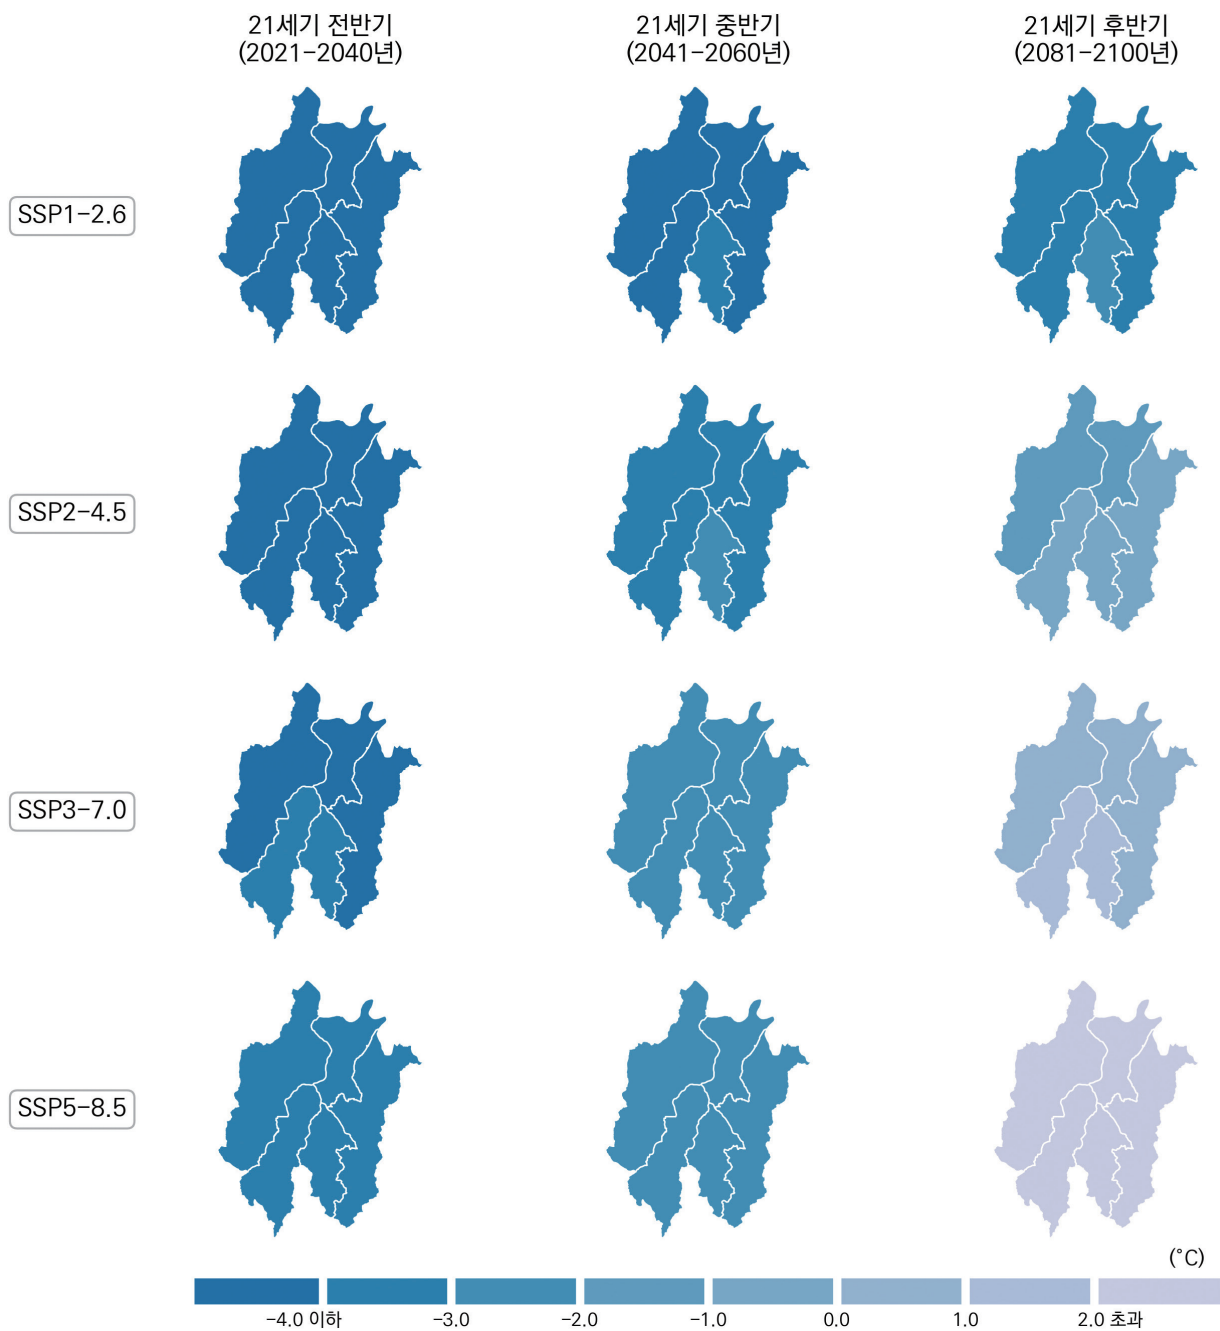 21세기 전반기
(2021-2040년)
21세기 중반기
(2041-2060년)
21세기 후반기
(2081-2100년)
SSP1-2.6
SSP2-4.5
SSP3-7.0
SSP5-8.5
(°C)
-4.0 이하
-3.0
-2.0
-1.0
0.0
1.0
2.0 초과